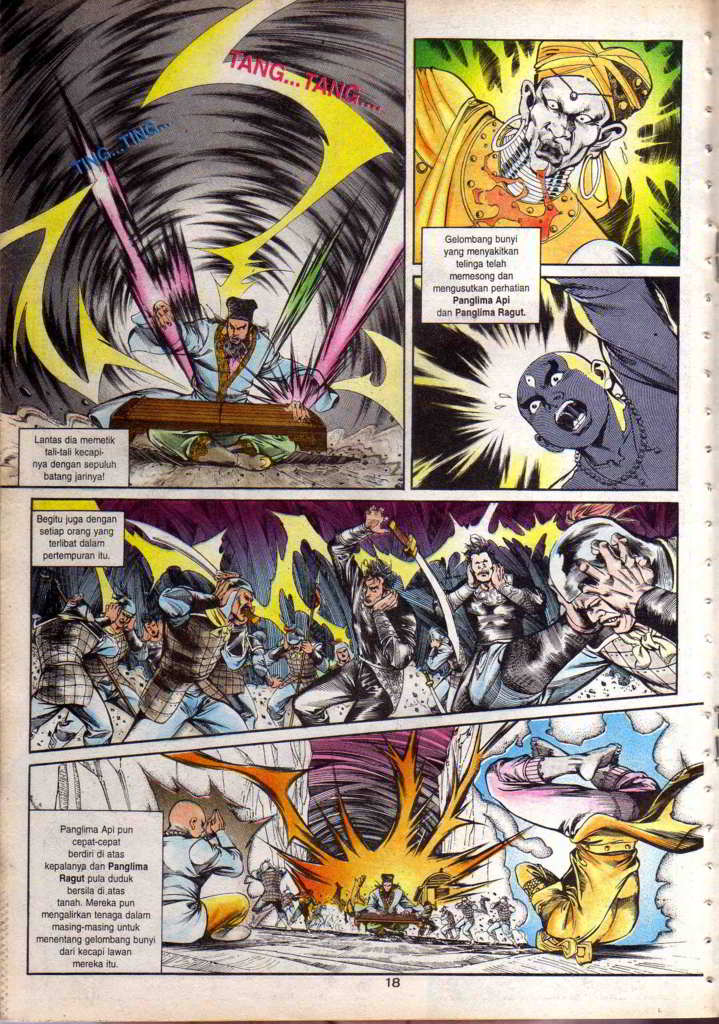 TANG...TANG....
TING...TING...
Lantas dia memetik
tali-tali kecapi-
nya dengan sepuluh
batang jarinya!
Gelombang bunyi
yang menyakitkan
telinga telah
memesong dan
mengusutkan perhatian
Panglima Api
dan Panglima Ragut.
Begitu juga dengan
setiap orang yang
terlibat dalam
pertempuran itu.
Panglima Api pun
cepat-cepat
berdiri di atas
kepalanya dan Panglima
Ragut pula duduk
bersila di atas
tanah. Mereka pun
mengalirkan tenaga dalam
masing-masing untuk
menentang gelombang bunyi
dari kecapi lawan
mereka itu.
18